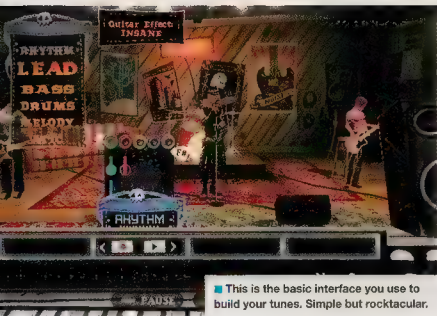 Guitar Effect:
INSANE
RHYTHM
LEAD
BASS
DRUMS
MELODY
RHYTHM
PAUSE
This is the basic interface you use to
build your tunes. Simple but rocktacular.